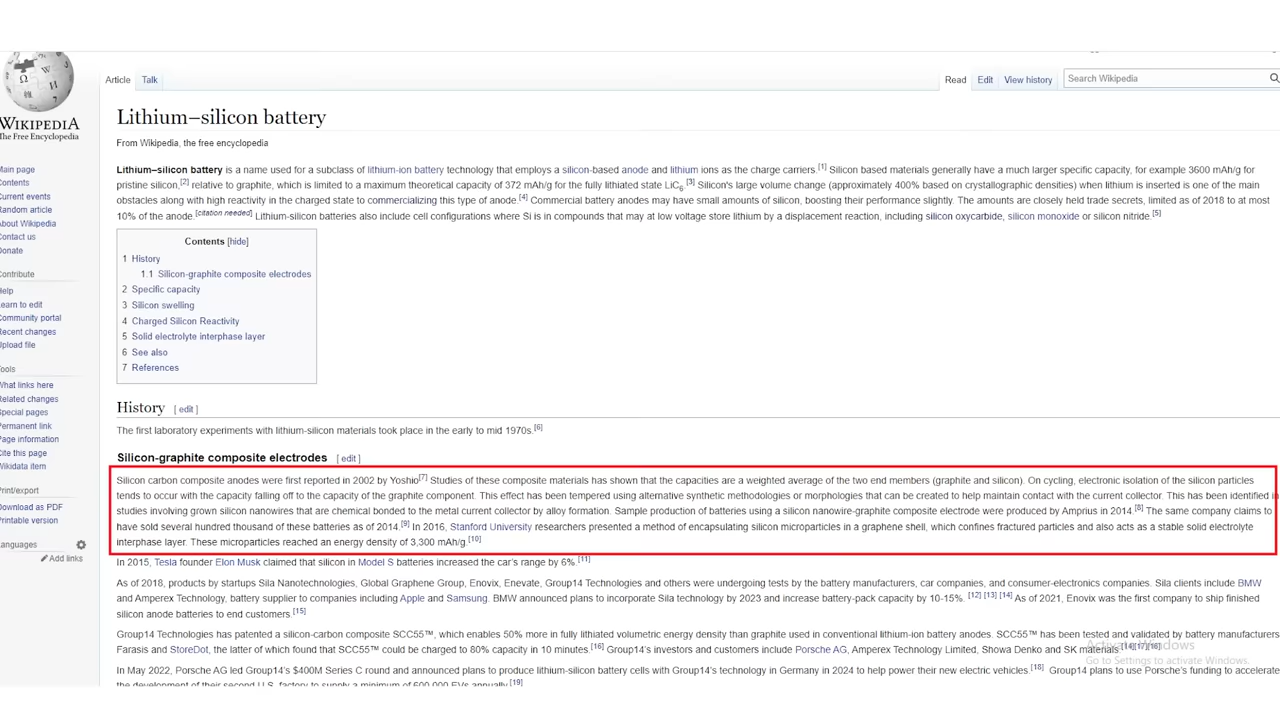 Article Talk Read Edit View history Search Wikipedia
WIKIPEDIA
The Free Encyclopedia
Main page
Contents
Current events
Random article
About Wikipedia
Contact us
Donate
Contribute
Help
Learn to edit
Community portal
Recent changes
Upload file
Tools
What links here
Related changes
Special pages
Permanent link
Page information
Cite this page
Wikidata item
Print/export
Download as PDF
Printable version
Languages
Add links
Lithium–silicon battery
From Wikipedia, the free encyclopedia
Lithium–silicon battery is a name used for a subclass of lithium-ion battery technology that employs a silicon-based anode and lithium ions as the charge carriers.[1] Silicon based materials generally have a much larger specific capacity, for example 3600 mAh/g for
pristine silicon,[2] relative to graphite, which is limited to a maximum theoretical capacity of 372 mAh/g for the fully lithiated state LiC6 [3] Silicon's large volume change (approximately 400% based on crystallographic densities) when lithium is inserted is one of the main
obstacles along with high reactivity in the charged state to commercializing this type of anode.[4] Commercial battery anodes may have small amounts of silicon, boosting their performance slightly. The amounts are closely held trade secrets, limited as of 2018 to at most
10% of the anode.[citation needed] Lithium-silicon batteries also include cell configurations where Si is in compounds that may at low voltage store lithium by a displacement reaction, including silicon oxycarbide, silicon monoxide or silicon nitride.[5]
Contents [hide]
1 History
1.1 Silicon-graphite composite electrodes
2 Specific capacity
3 Silicon swelling
4 Charged Silicon Reactivity
5 Solid electrolyte interphase layer
6 See also
7 References
History [ edit ]
The first laboratory experiments with lithium-silicon materials took place in the early to mid 1970s.[6]
Silicon-graphite composite electrodes [ edit ]
Silicon carbon composite anodes were first reported in 2002 by Yoshio[7] Studies of these composite materials has shown that the capacities are a weighted average of the two end members (graphite and silicon). On cycling, electronic isolation of the silicon particles
tends to occur with the capacity falling off to the capacity of the graphite component. This effect has been tempered using alternative synthetic methodologies or morphologies that can be created to help maintain contact with the current collector. This has been identified in
studies involving grown silicon nanowires that are chemical bonded to the metal current collector by alloy formation. Sample production of batteries using a silicon nanowire-graphite composite electrode were produced by Amprius in 2014.[8] The same company claims to
have sold several hundred thousand of these batteries as of 2014.[9] In 2016, Stanford University researchers presented a method of encapsulating silicon microparticles in a graphene shell, which confines fractured particles and also acts as a stable solid electrolyte
interphase layer. These microparticles reached an energy density of 3,300 mAh/g.[10]
In 2015, Tesla founder Elon Musk claimed that silicon in Model S batteries increased the car's range by 6%.[11]
As of 2018, products by startups Sila Nanotechnologies, Global Graphene Group, Enovix, Enevate, Group14 Technologies and others were undergoing tests by the battery manufacturers, car companies, and consumer-electronics companies. Sila clients include BMW
and Amperex Technology, battery supplier to companies including Apple and Samsung. BMW announced plans to incorporate Sila technology by 2023 and increase battery-pack capacity by 10-15%. [12] [13] [14] As of 2021, Enovix was the first company to ship finished
silicon anode batteries to end customers.[15]
Group14 Technologies has patented a silicon-carbon composite SCC55™, which enables 50% more in fully lithiated volumetric energy density than graphite used in conventional lithium-ion battery anodes. SCC55™ has been tested and validated by battery manufacturers
Farasis and StoreDot, the latter of which found that SCC55™ could be charged to 80% capacity in 10 minutes.[16] Group14's investors and customers include Porsche AG, Amperex Technology Limited, Showa Denko and SK materials.
Activate Windows
Go to Settings to activate Windows.
In May 2022, Porsche AG led Group14's $400M Series C round and announced plans to produce lithium-silicon cells with Group14's technology in Germany in 2024 to help power their new electric vehicles.[18] Group14 plans to use Porsche's funding to accelerate
the development of their second U.S. factory to supply a minimum of 600,000 EVs annually.[19]